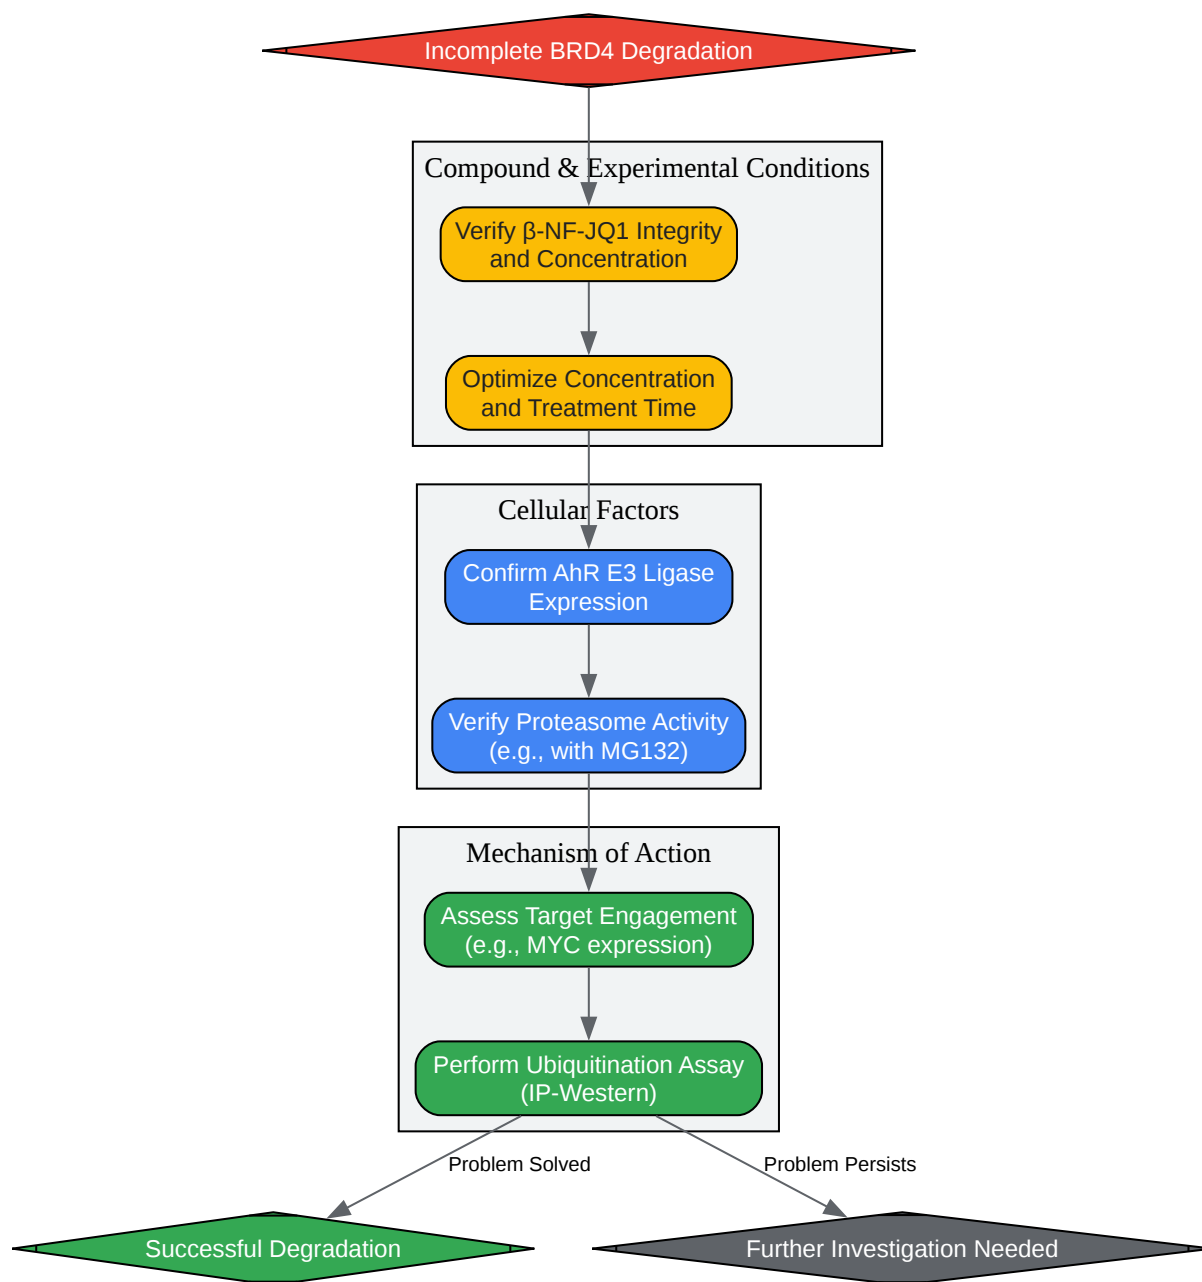 Incomplete BRD4 Degradation
Compound & Experimental Conditions
Verify β-NF-JQ1 Integrity
and Concentration
Optimize Concentration
and Treatment Time
Cellular Factors
Confirm AhR E3 Ligase
Expression
Verify Proteasome Activity
(e.g., with MG132)
Mechanism of Action
Assess Target Engagement
(e.g., MYC expression)
Perform Ubiquitination Assay
(IP-Western)
Problem Solved
Problem Persists
Successful Degradation
Further Investigation Needed